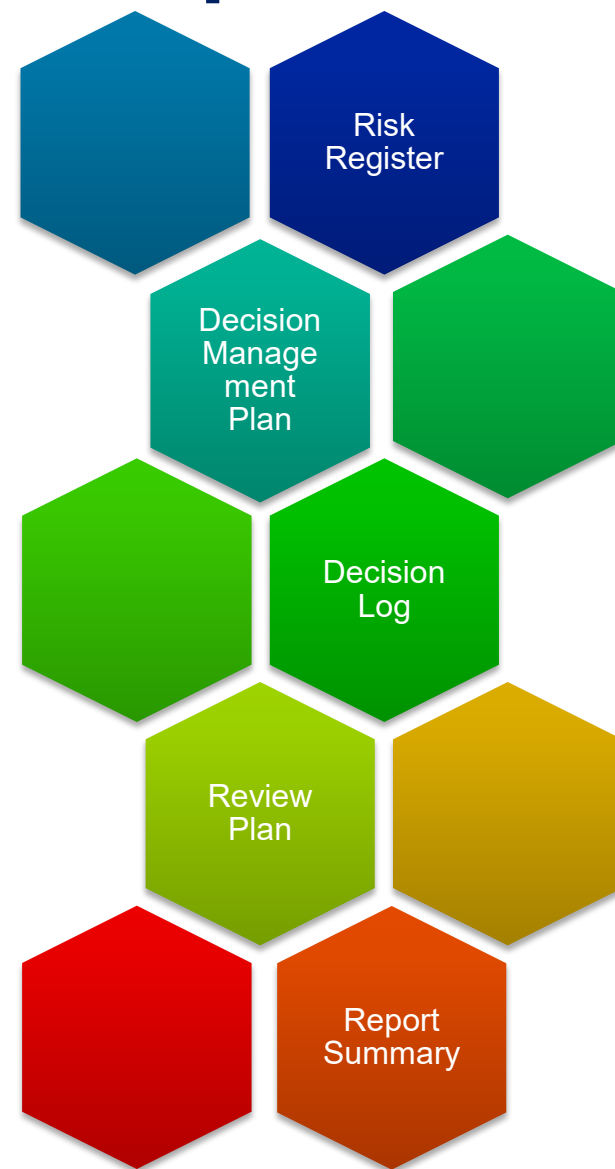 Risk
Register
Decision
Manage
ment
Plan
Decision
Log
Review
Plan
Report
Summary